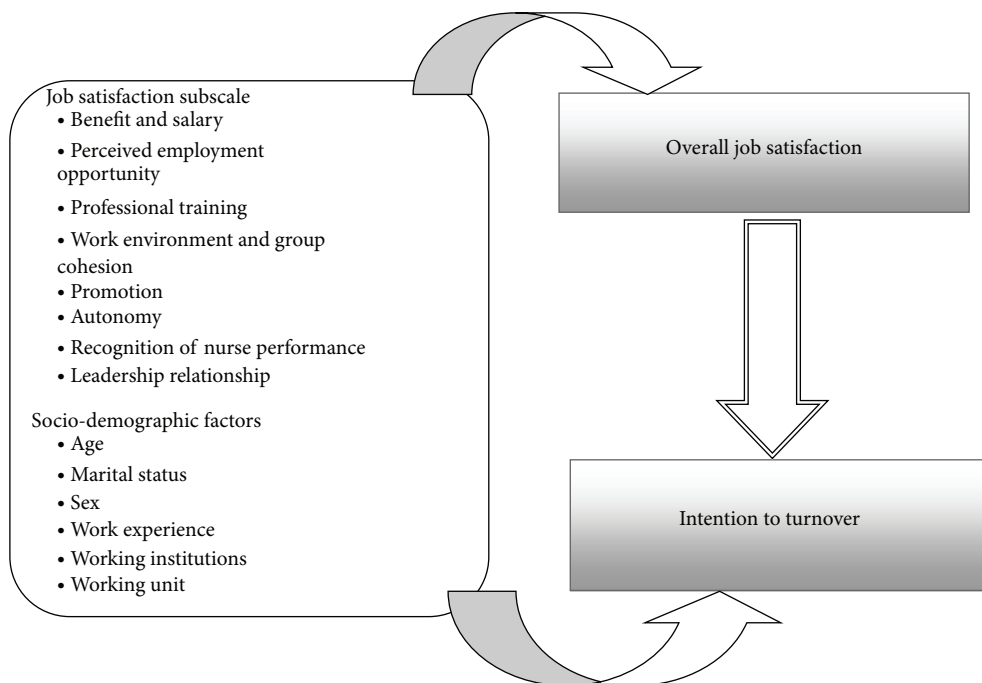 Job satisfaction subscale
• Benefit and salary
• Perceived employment
opportunity
• Professional training
• Work environment and group
cohesion
• Promotion
• Autonomy
• Recognition of nurse performance
• Leadership relationship
Socio-demographic factors
• Age
• Marital status
• Sex
• Work experience
• Working institutions
• Working unit
Overall job satisfaction
Intention to turnover